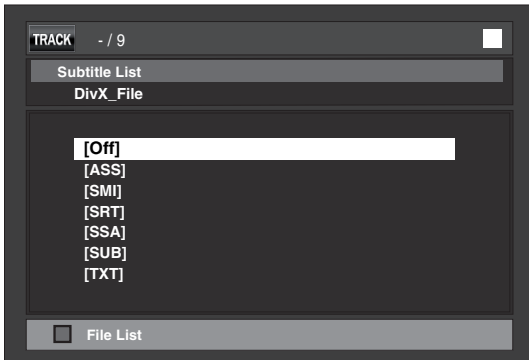 TRACK - / 9
Subtitle List
DivX_File
[Off]
[ASS]
[SMI]
[SRT]
[SSA]
[SUB]
[TXT]
File List